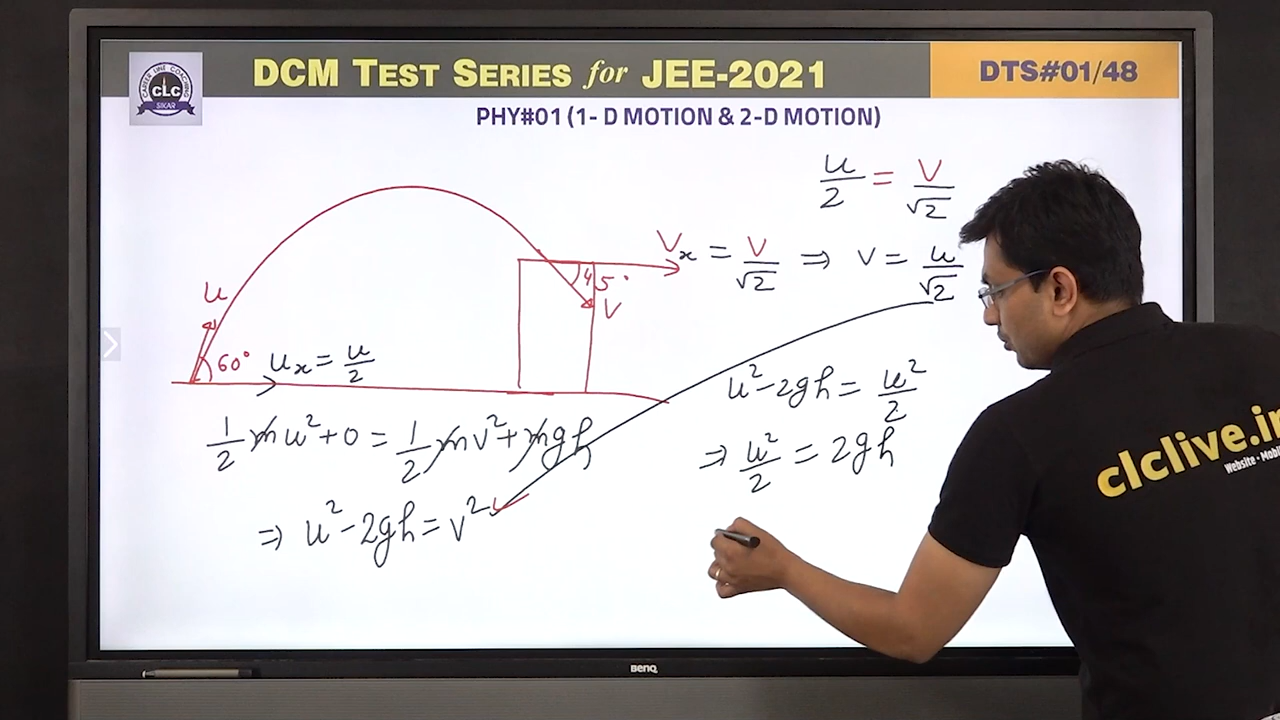 CAREER LINE COACHING
CLC
SIKAR
DCM TEST SERIES for JEE-2021
DTS#01/48
PHY#01 (1- D MOTION & 2-D MOTION)
u/2 = V/√2
Vx = V/√2 ⇒ v = u/√2
45°
V
u
60°
ux = u/2
1/2 mu² + 0 = 1/2 mv² + mgh
⇒ u² - 2gh = v²
u² - 2gh = u²/2
⇒ u²/2 = 2gh
clclive.in
Website • Mobil
BENQ